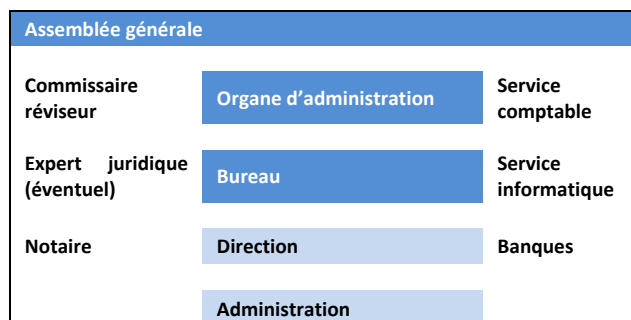 Assemblée générale
Commissaire réviseur
Organe d'administration
Service comptable
Expert juridique (éventuel)
Bureau
Service informatique
Notaire
Direction
Banques
Administration